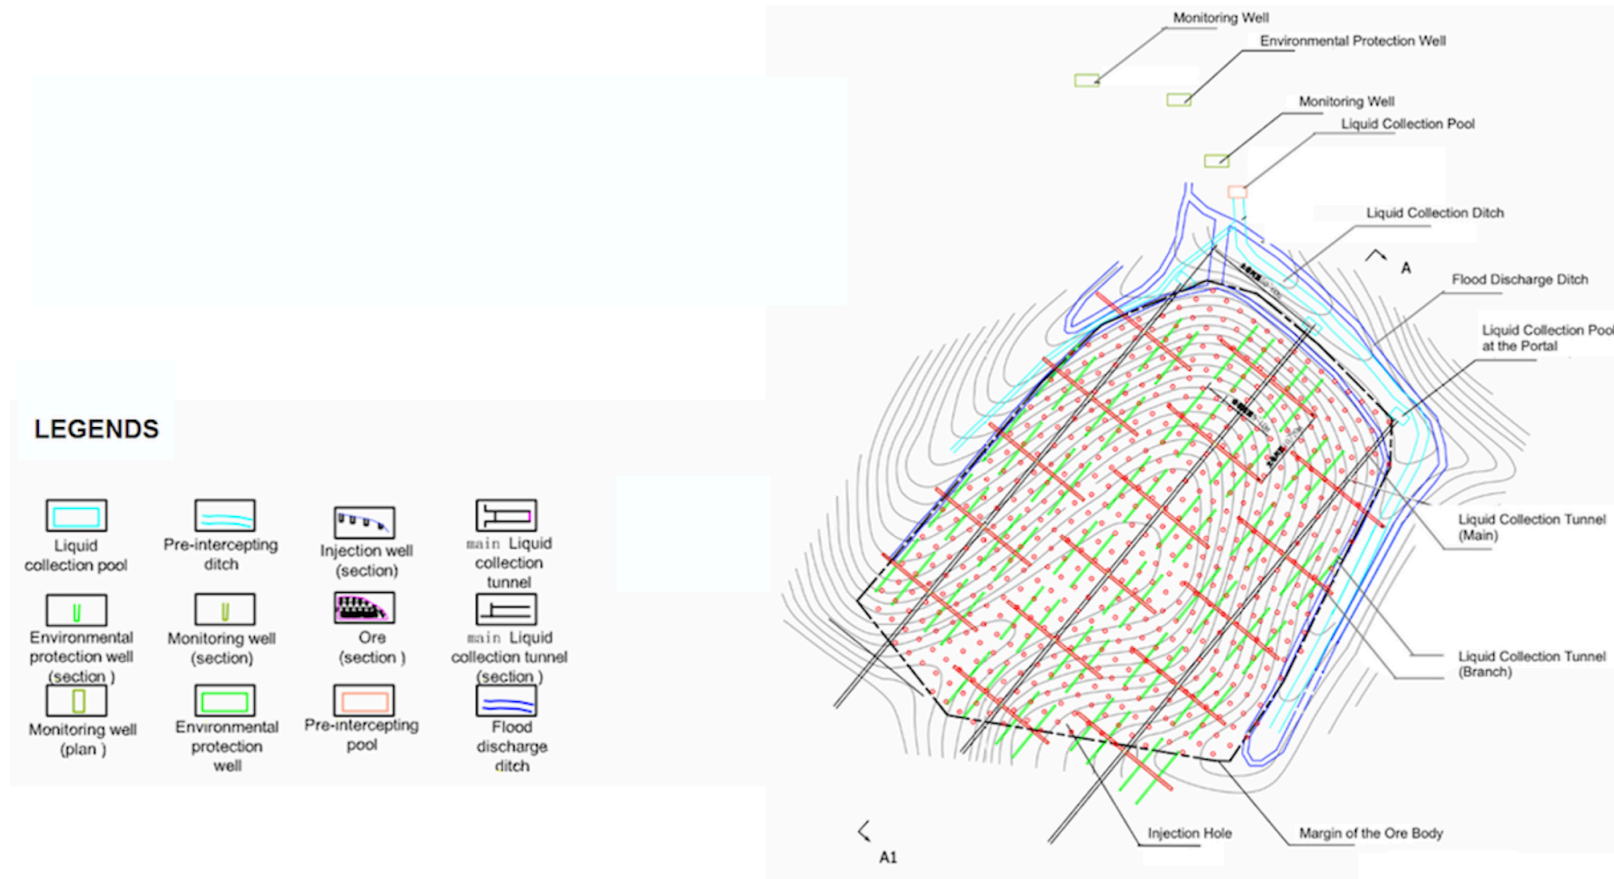 Monitoring Well
Environmental Protection Well
Monitoring Well
Liquid Collection Pool
Liquid Collection Ditch
A
Flood Discharge Ditch
Liquid Collection Pool
at the Portal
Liquid Collection Tunnel
(Main)
Liquid Collection Tunnel
(Branch)
Injection Hole
Margin of the Ore Body
A1
LEGENDS
Liquid
collection pool
Pre-intercepting
ditch
Injection well
(section)
main Liquid
collection
tunnel
Environmental
protection well
(section )
Monitoring well
(section)
Ore
(section )
main Liquid
collection tunnel
(section )
Monitoring well
(plan )
Environmental
protection
well
Pre-intercepting
pool
Flood
discharge
ditch